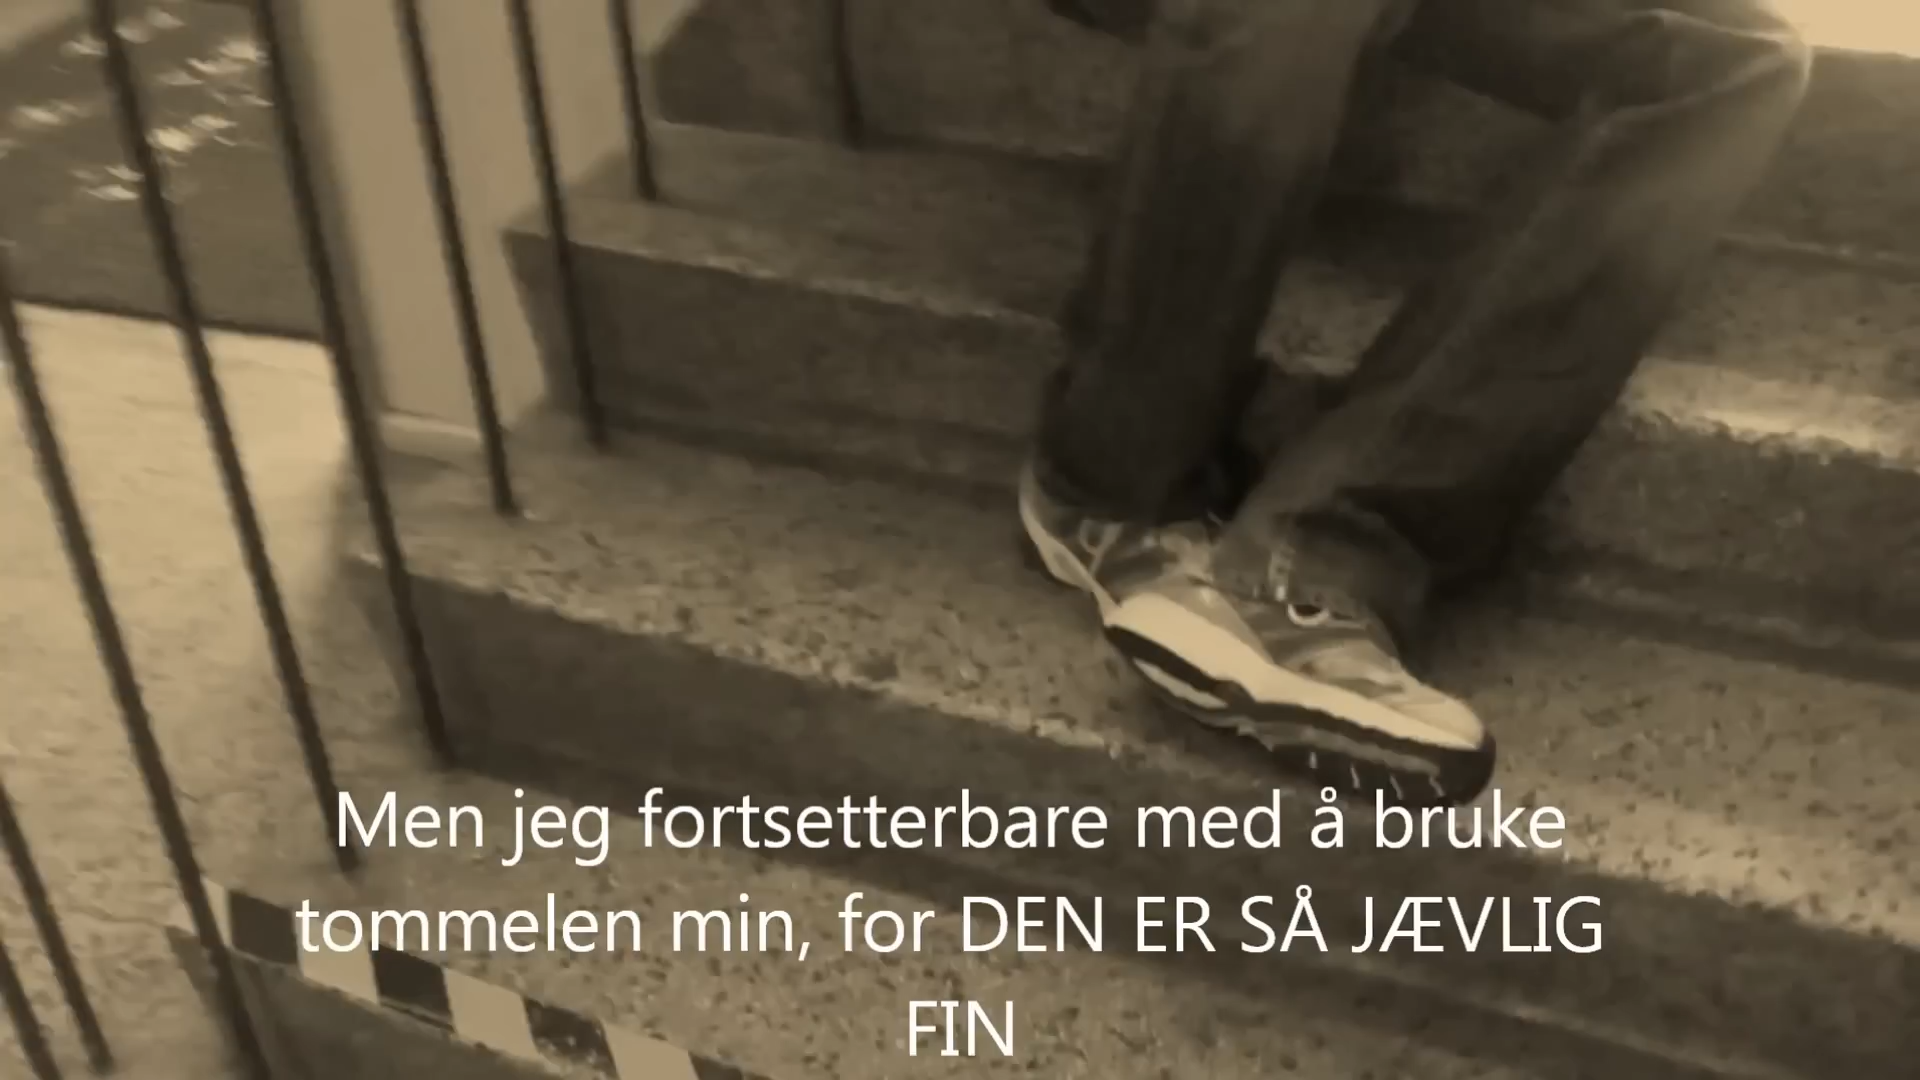 Men jeg fortsetterbare med å bruke
tommelen min, for DEN ER SÅ JÆVLIG
FIN